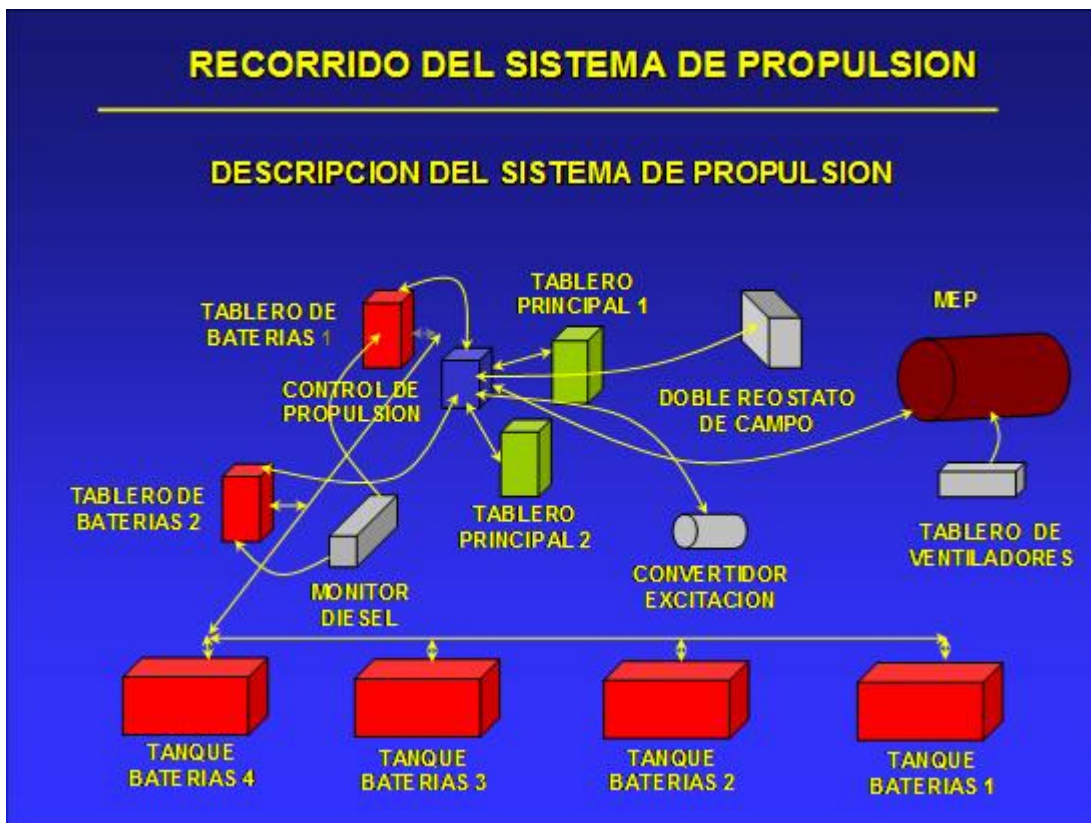 RECORRIDO DEL SISTEMA DE PROPULSION
DESCRIPCION DEL SISTEMA DE PROPULSION
TABLERO DE
BATERIAS 1
TABLERO
PRINCIPAL 1
MEP
CONTROL DE
PROPULSION
DOBLE REOSTATO
DE CAMPO
TABLERO DE
BATERIAS 2
TABLERO
PRINCIPAL 2
TABLERO DE
VENTILADORES
MONITOR
DIESEL
CONVERTIDOR
EXCITACION
TANQUE
BATERIAS 4
TANQUE
BATERIAS 3
TANQUE
BATERIAS 2
TANQUE
BATERIAS 1